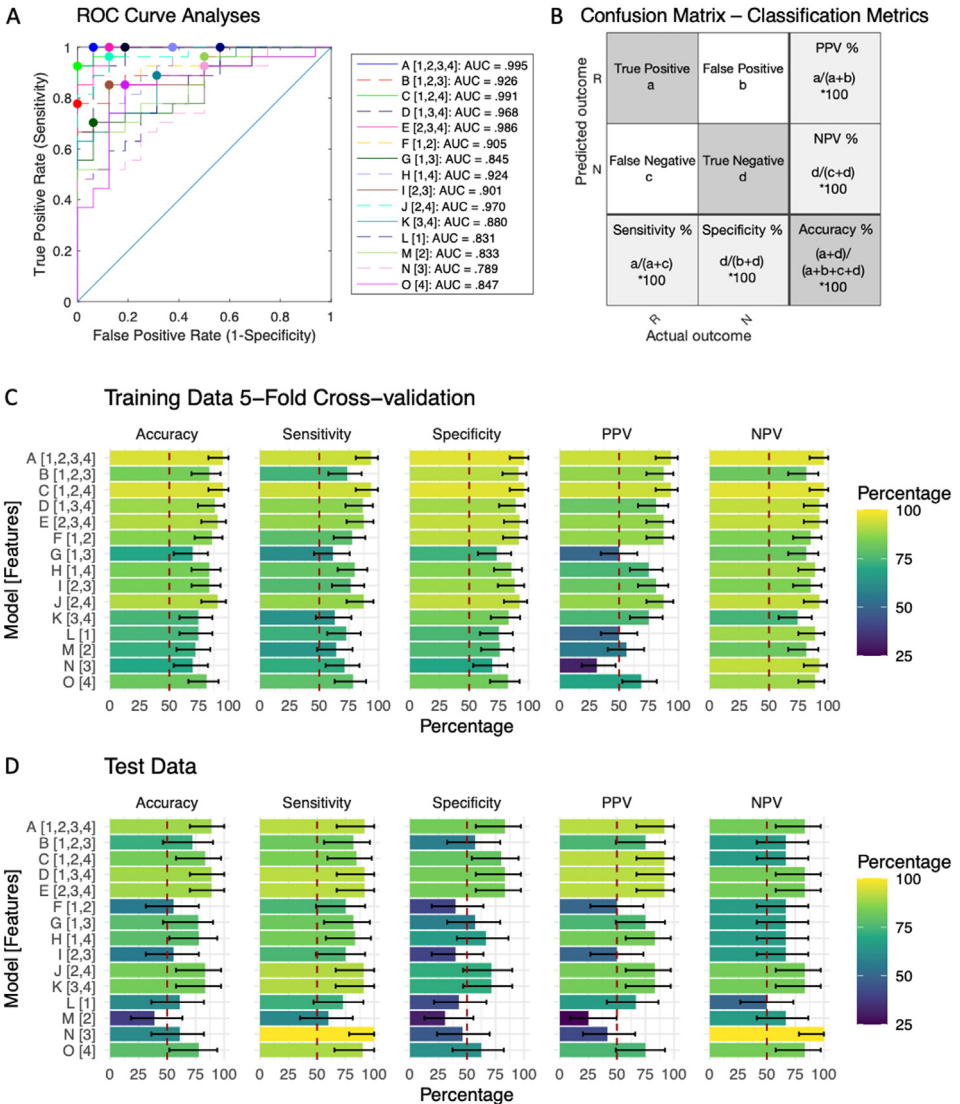 A
ROC Curve Analyses
True Positive Rate (Sensitivity)
1
0.8
0.6
0.4
0.2
0
0
0.2
0.4
0.6
0.8
1
False Positive Rate (1-Specificity)
A [1,2,3,4]: AUC = .995
B [1,2,3]: AUC = .926
C [1,2,4]: AUC = .991
D [1,3,4]: AUC = .968
E [2,3,4]: AUC = .986
F [1,2]: AUC = .905
G [1,3]: AUC = .845
H [1,4]: AUC = .924
I [2,3]: AUC = .901
J [2,4]: AUC = .970
K [3,4]: AUC = .880
L [1]: AUC = .831
M [2]: AUC = .833
N [3]: AUC = .789
O [4]: AUC = .847
B
Confusion Matrix – Classification Metrics
Predicted outcome
R
N
True Positive
a
False Positive
b
PPV %
a/(a+b)
*100
False Negative
c
True Negative
d
NPV %
d/(c+d)
*100
Sensitivity %
a/(a+c)
*100
Specificity %
d/(b+d)
*100
Accuracy %
(a+d)/
(a+b+c+d)
*100
R
N
Actual outcome
C
Training Data 5–Fold Cross–validation
Accuracy
Sensitivity
Specificity
PPV
NPV
Model [Features]
A [1,2,3,4]
B [1,2,3]
C [1,2,4]
D [1,3,4]
E [2,3,4]
F [1,2]
G [1,3]
H [1,4]
I [2,3]
J [2,4]
K [3,4]
L [1]
M [2]
N [3]
O [4]
0 25 50 75 100
0 25 50 75 100
0 25 50 75 100
0 25 50 75 100
0 25 50 75 100
Percentage
Percentage
100
75
50
25
D
Test Data
Accuracy
Sensitivity
Specificity
PPV
NPV
Model [Features]
A [1,2,3,4]
B [1,2,3]
C [1,2,4]
D [1,3,4]
E [2,3,4]
F [1,2]
G [1,3]
H [1,4]
I [2,3]
J [2,4]
K [3,4]
L [1]
M [2]
N [3]
O [4]
0 25 50 75 100
0 25 50 75 100
0 25 50 75 100
0 25 50 75 100
0 25 50 75 100
Percentage
Percentage
100
75
50
25